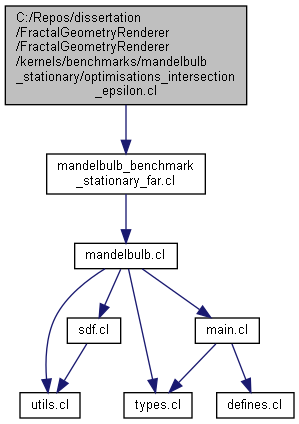 C:/Repos/dissertation
/FractalGeometryRenderer
/FractalGeometryRenderer
/kernels/benchmarks/mandelbulb
_stationary/optimisations_intersection
_epsilon.cl
mandelbulb_benchmark
_stationary_far.cl
mandelbulb.cl
sdf.cl
main.cl
utils.cl
types.cl
defines.cl